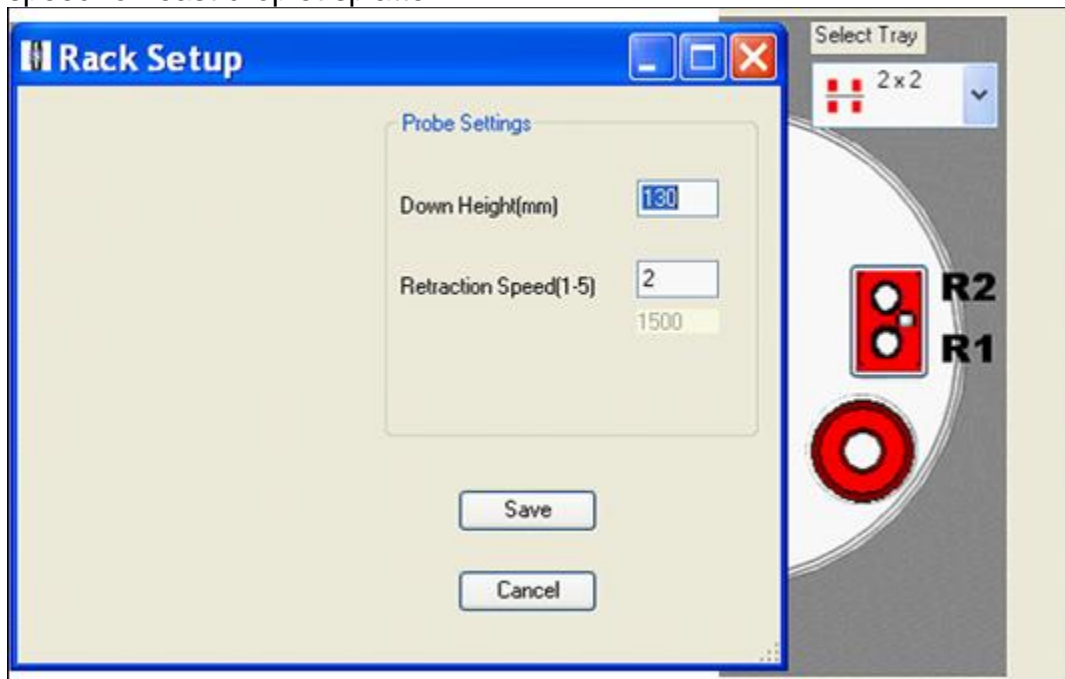 Rack Setup
Select Tray
2 x 2
Probe Settings
Down Height(mm)
130
Retraction Speed(1-5)
2
1500
R2
R1
Save
Cancel